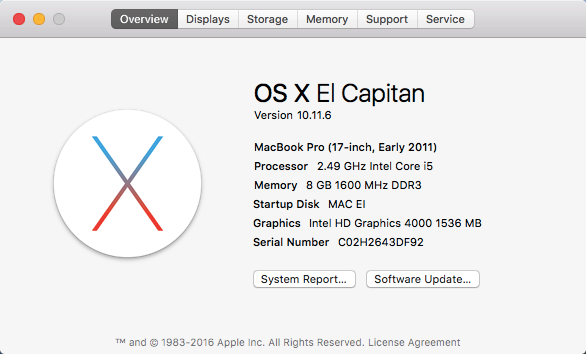 Overview Displays Storage Memory Support Service
OS X El Capitan
Version 10.11.6
MacBook Pro (17-inch, Early 2011)
Processor 2.49 GHz Intel Core i5
Memory 8 GB 1600 MHz DDR3
Startup Disk MAC EI
Graphics Intel HD Graphics 4000 1536 MB
Serial Number C02H2643DF92
System Report... Software Update...
™ and © 1983-2016 Apple Inc. All Rights Reserved. License Agreement